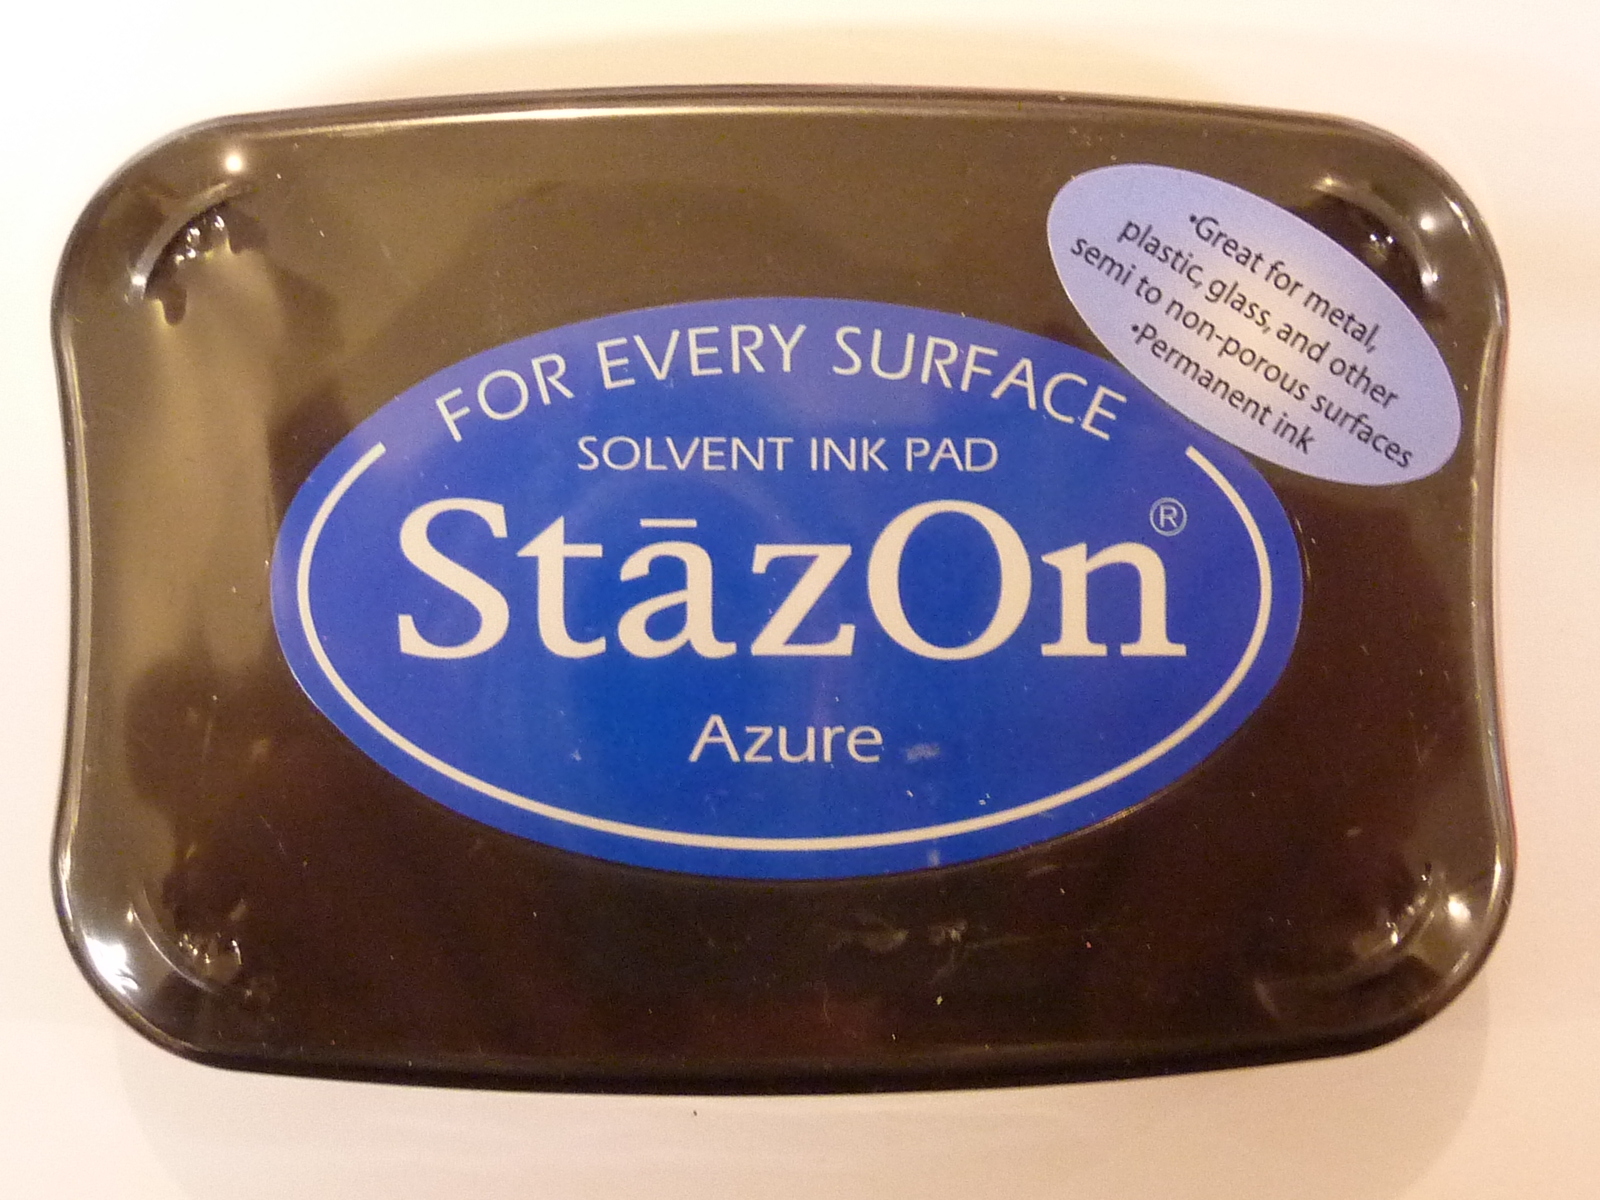 FOR EVERY SURFACE
SOLVENT INK PAD
StāzOn®
Azure
•Great for metal,
plastic, glass, and other
semi to non-porous surfaces
•Permanent ink